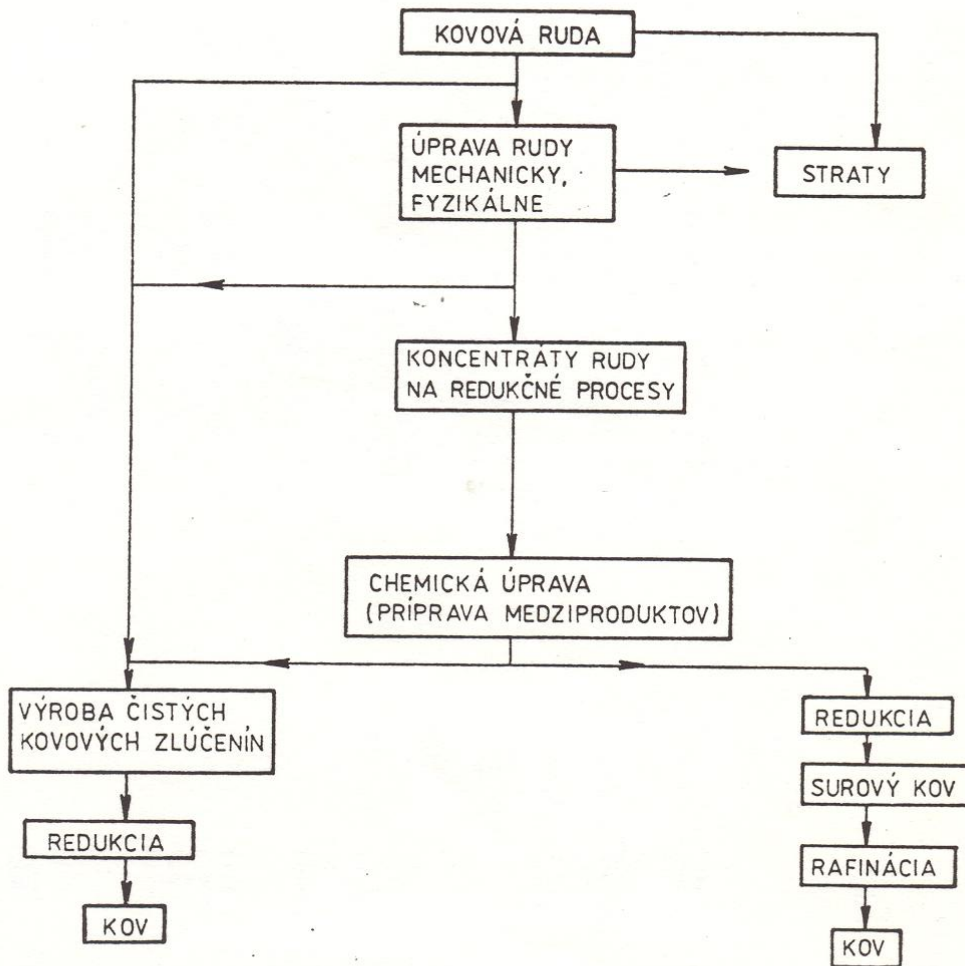 KOVOVÁ RUDA
ÚPRAVA RUDY
MECHANICKY,
FYZIKÁLNE
STRATY
KONCENTRÁTY RUDY
NA REDUKČNÉ PROCESY
CHEMICKÁ ÚPRAVA
(PRÍPRAVA MEDZIPRODUKTOV)
VÝROBA ČISTÝCH
KOVOVÝCH ZLÚČENÍN
REDUKCIA
KOV
REDUKCIA
SUROVÝ KOV
RAFINÁCIA
KOV